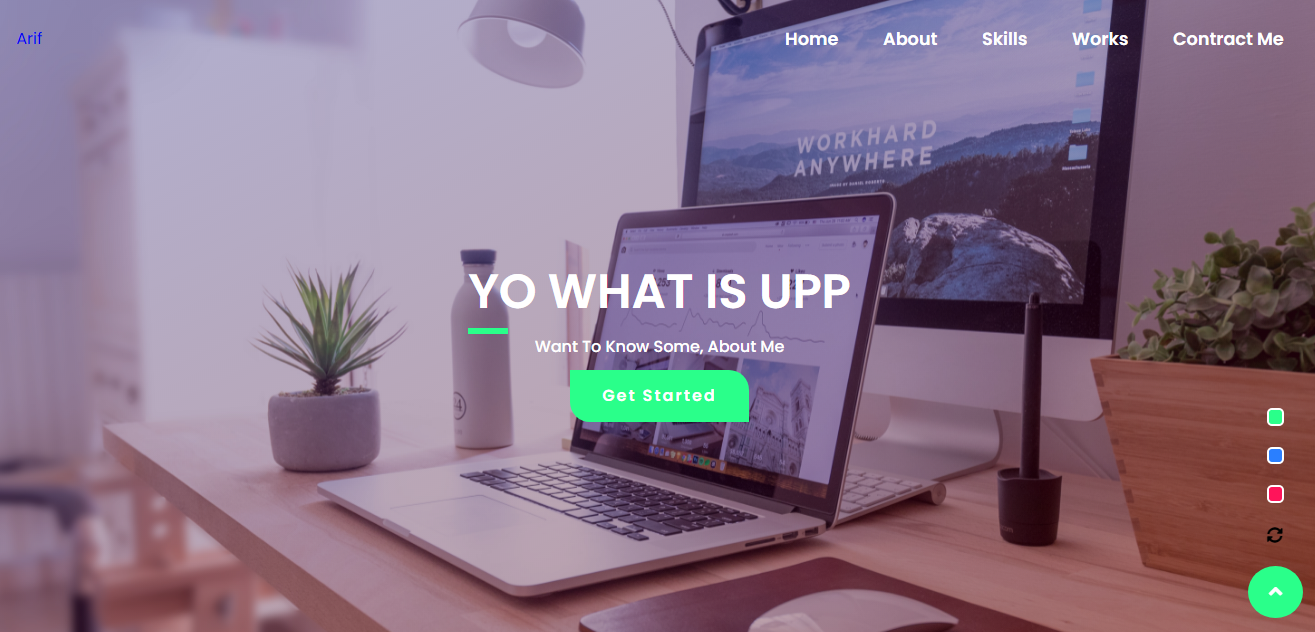 Arif
Home About Skills Works Contract Me
WORKHARD
ANYWHERE
YO WHAT IS UPP
Want To Know Some, About Me
Get Started